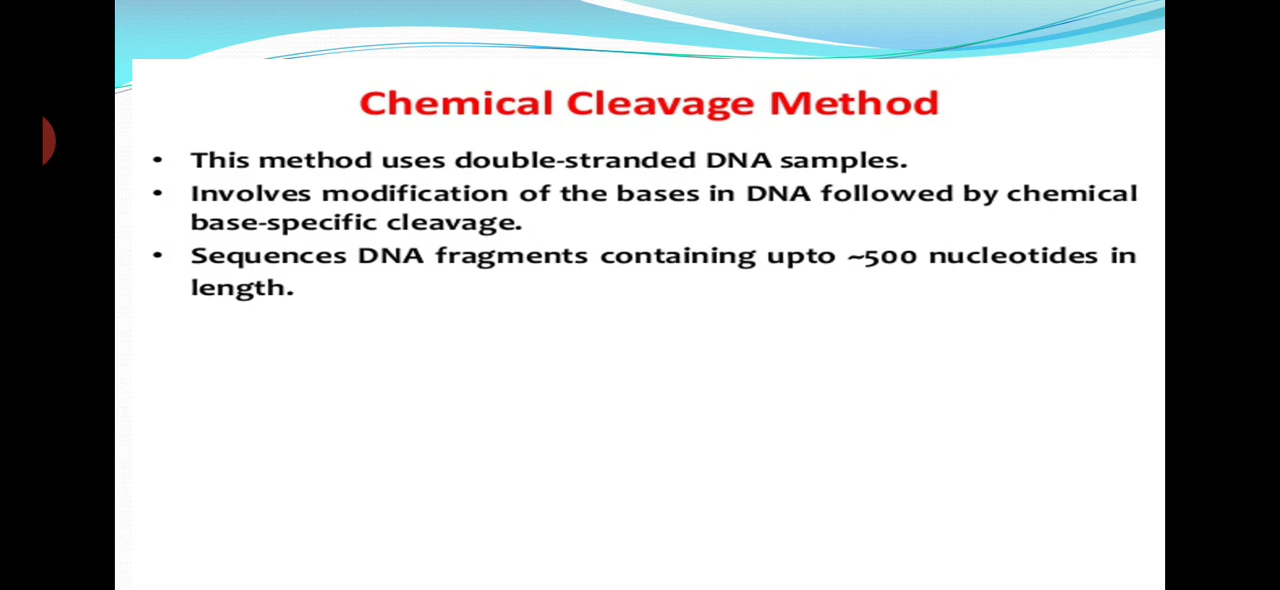 Chemical Cleavage Method
• This method uses double-stranded DNA samples.
• Involves modification of the bases in DNA followed by chemical
base-specific cleavage.
• Sequences DNA fragments containing upto ~500 nucleotides in
length.